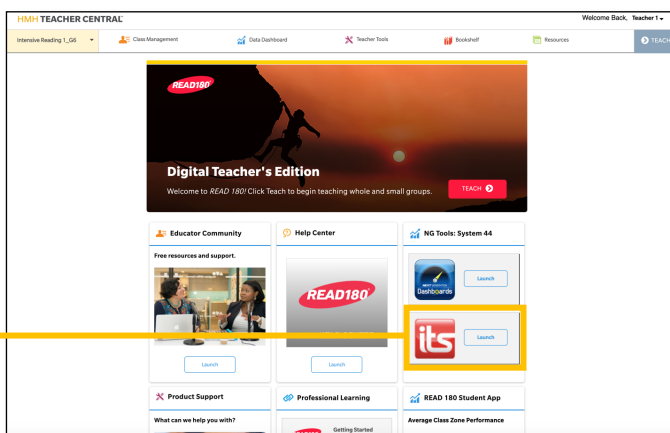 HMH TEACHER CENTRAL
Welcome Back, Teacher 1
Intensive Reading 1_G6
Class Management
Data Dashboard
Teacher Tools
Bookshelf
Resources
TEACH
READ180
Digital Teacher's Edition
Welcome to READ 180! Click Teach to begin teaching whole and small groups.
TEACH
Educator Community
Help Center
NG Tools: System 44
Free resources and support.
Dashboards
Launch
READ180
its
Launch
Launch
Launch
Product Support
Professional Learning
READ 180 Student App
What can we help you with?
Getting Started
Average Class Zone Performance